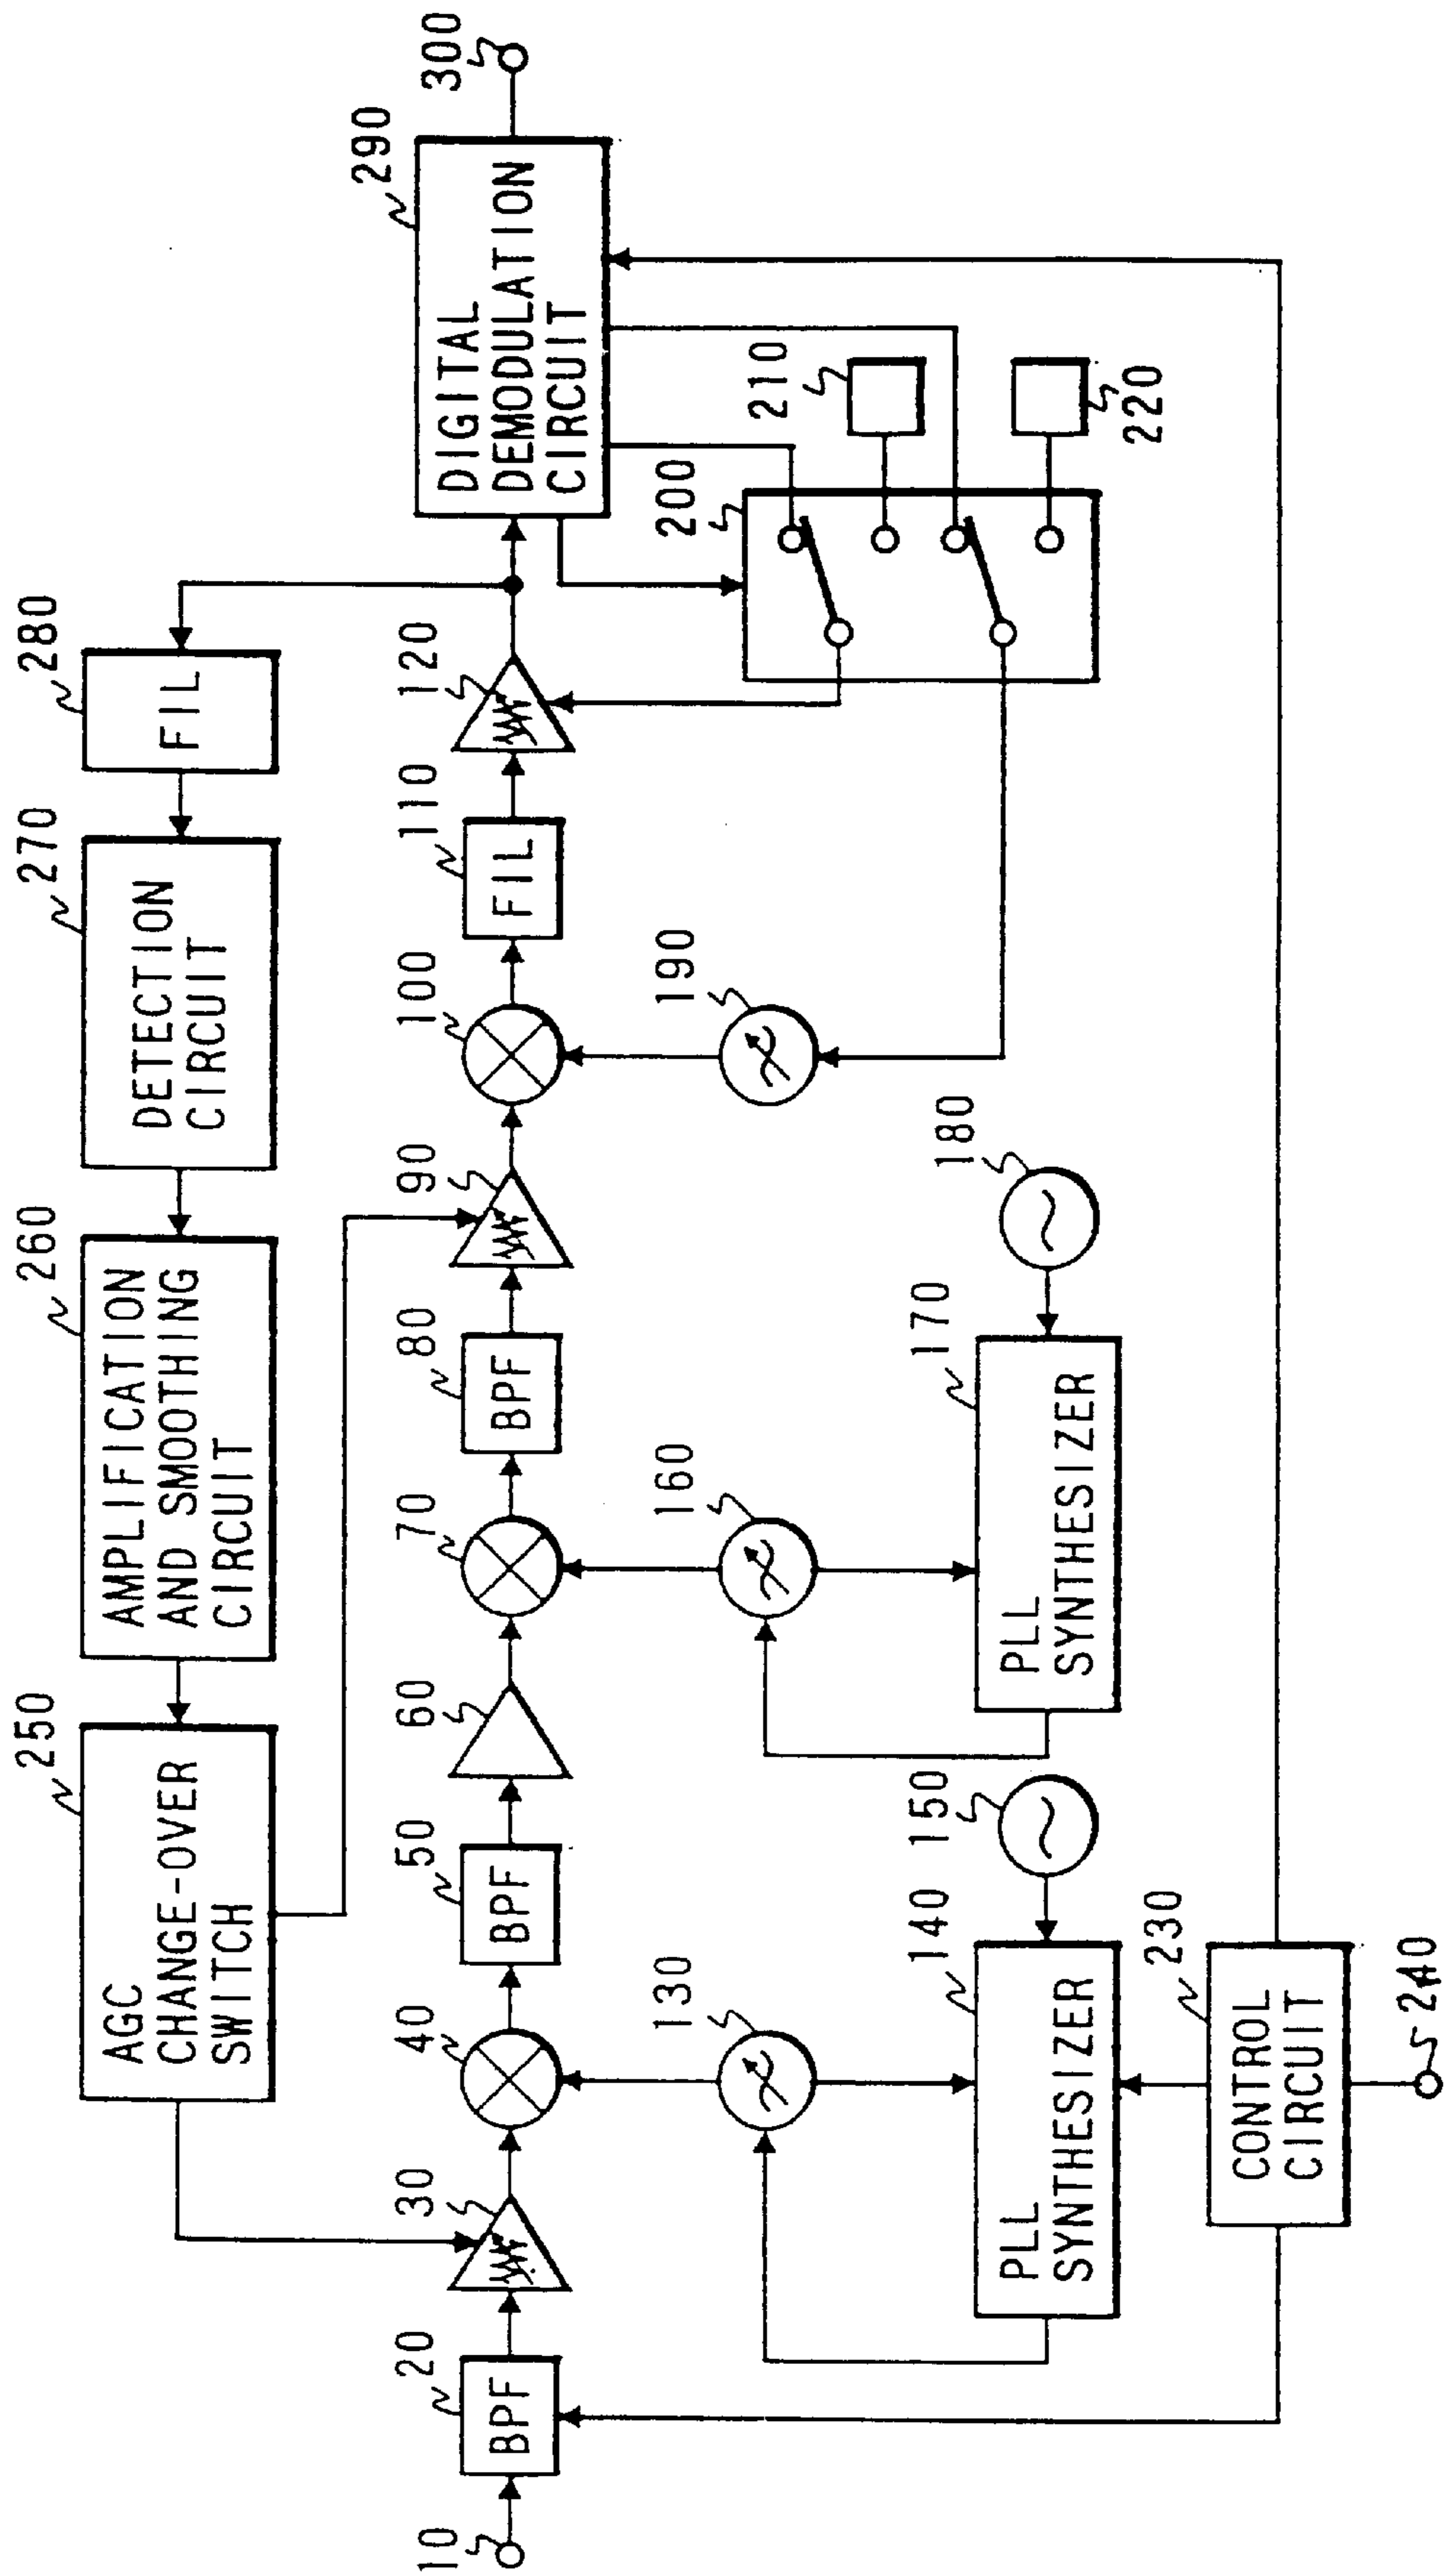 250
AGC
CHANGE-OVER
SWITCH
260
AMPLIFICATION
AND SMOOTHING
CIRCUIT
270
DETECTION
CIRCUIT
280
FIL
10
20
BPF
30
40
50
BPF
60
70
80
BPF
90
100
110
FIL
120
290
DIGITAL
DEMODULATION
CIRCUIT
300
130
160
190
200
210
220
140
PLL
SYNTHESIZER
150
170
PLL
SYNTHESIZER
180
230
CONTROL
CIRCUIT
240